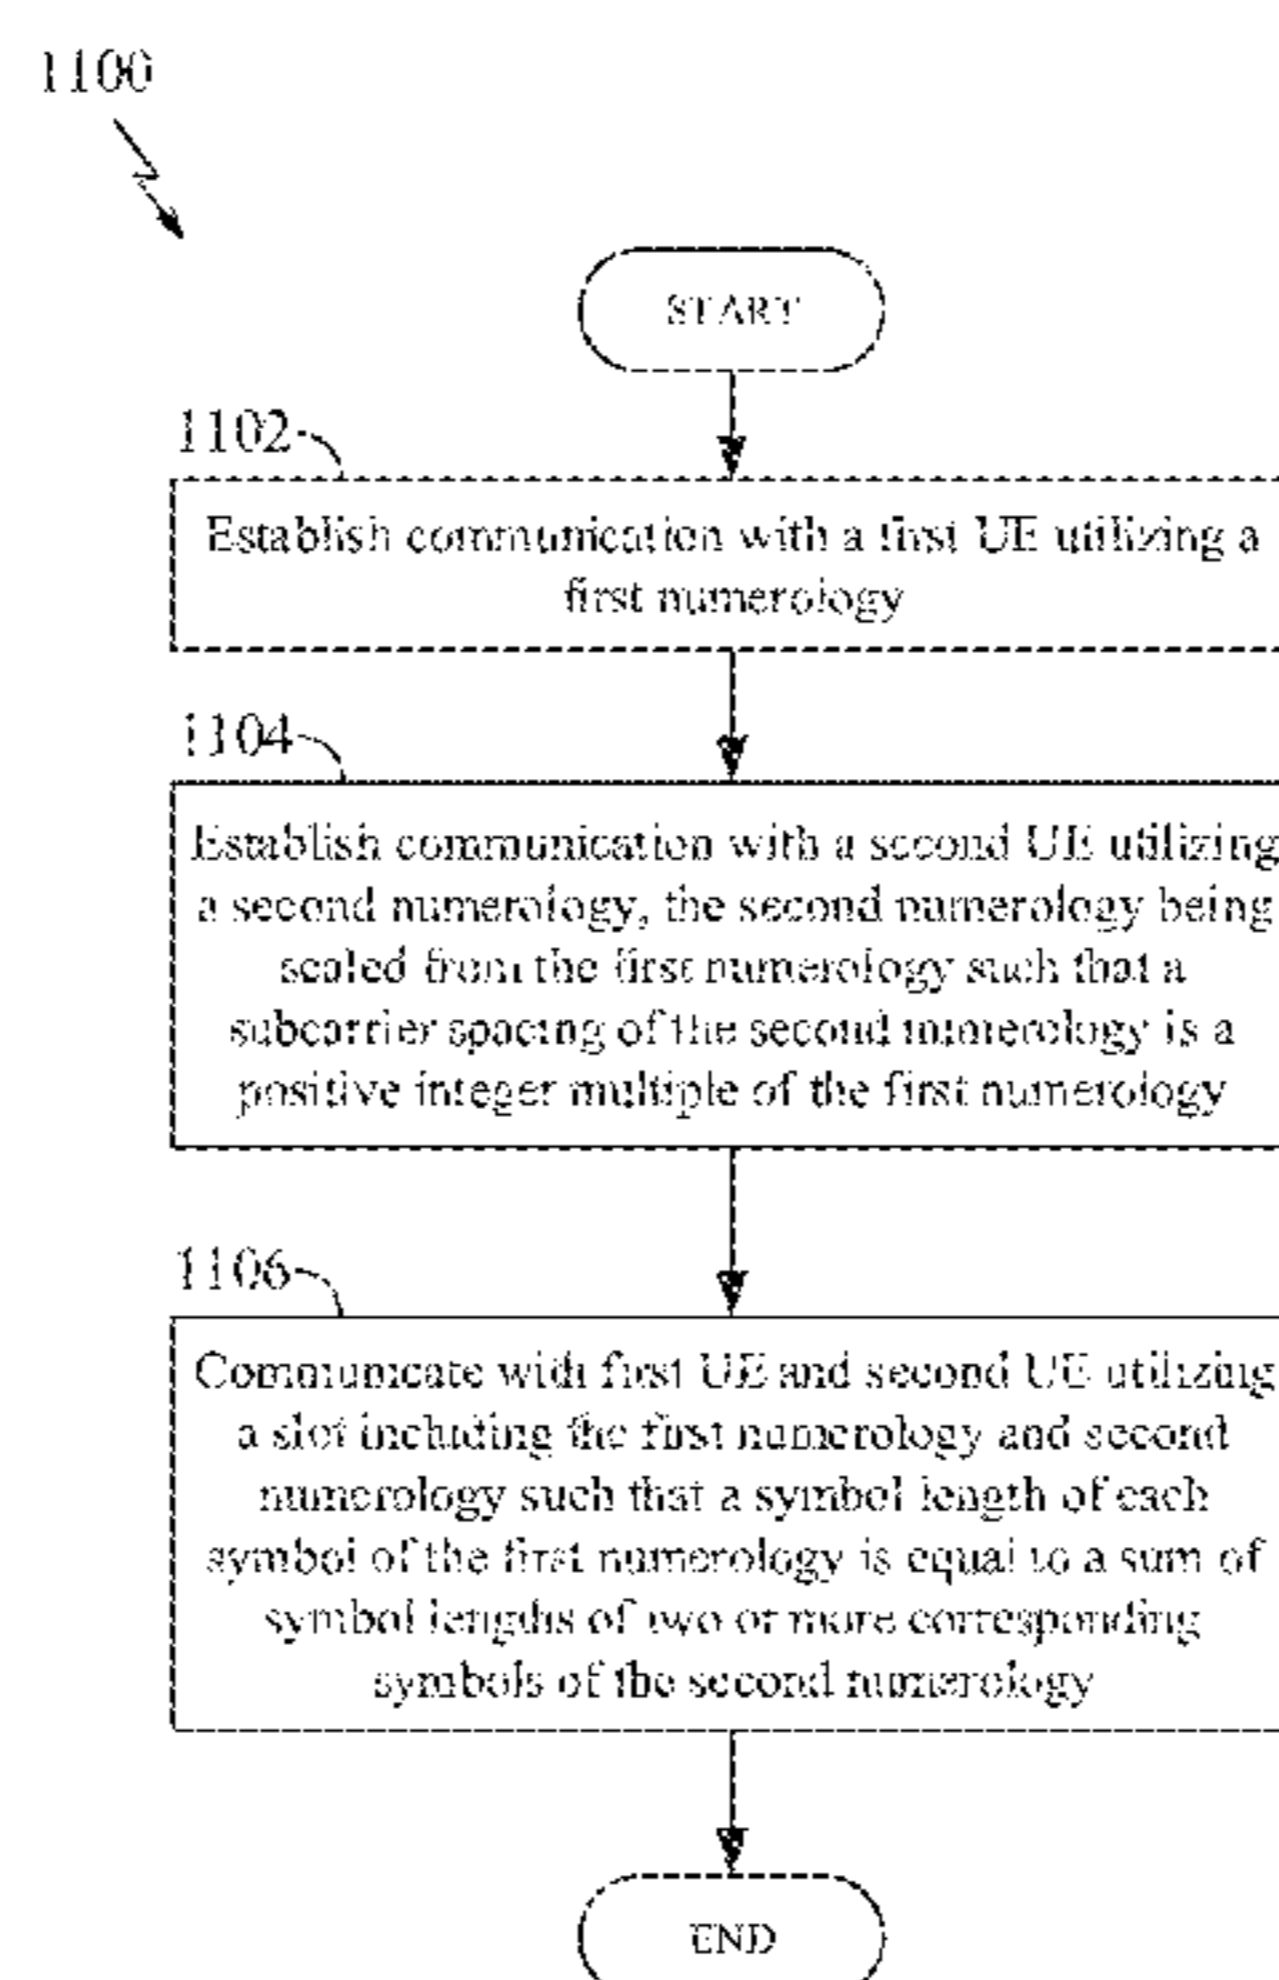 1100
START
1102
Establish communication with a first UE utilizing a
first numerology
1104
Establish communication with a second UE utilizing
a second numerology, the second numerology being
scaled from the first numerology such that a
subcarrier spacing of the second numerology is a
positive integer multiple of the first numerology
1106
Communicate with first UE and second UE utilizing
a slot including the first numerology and second
numerology such that a symbol length of each
symbol of the first numerology is equal to a sum of
symbol lengths of two or more corresponding
symbols of the second numerology
END